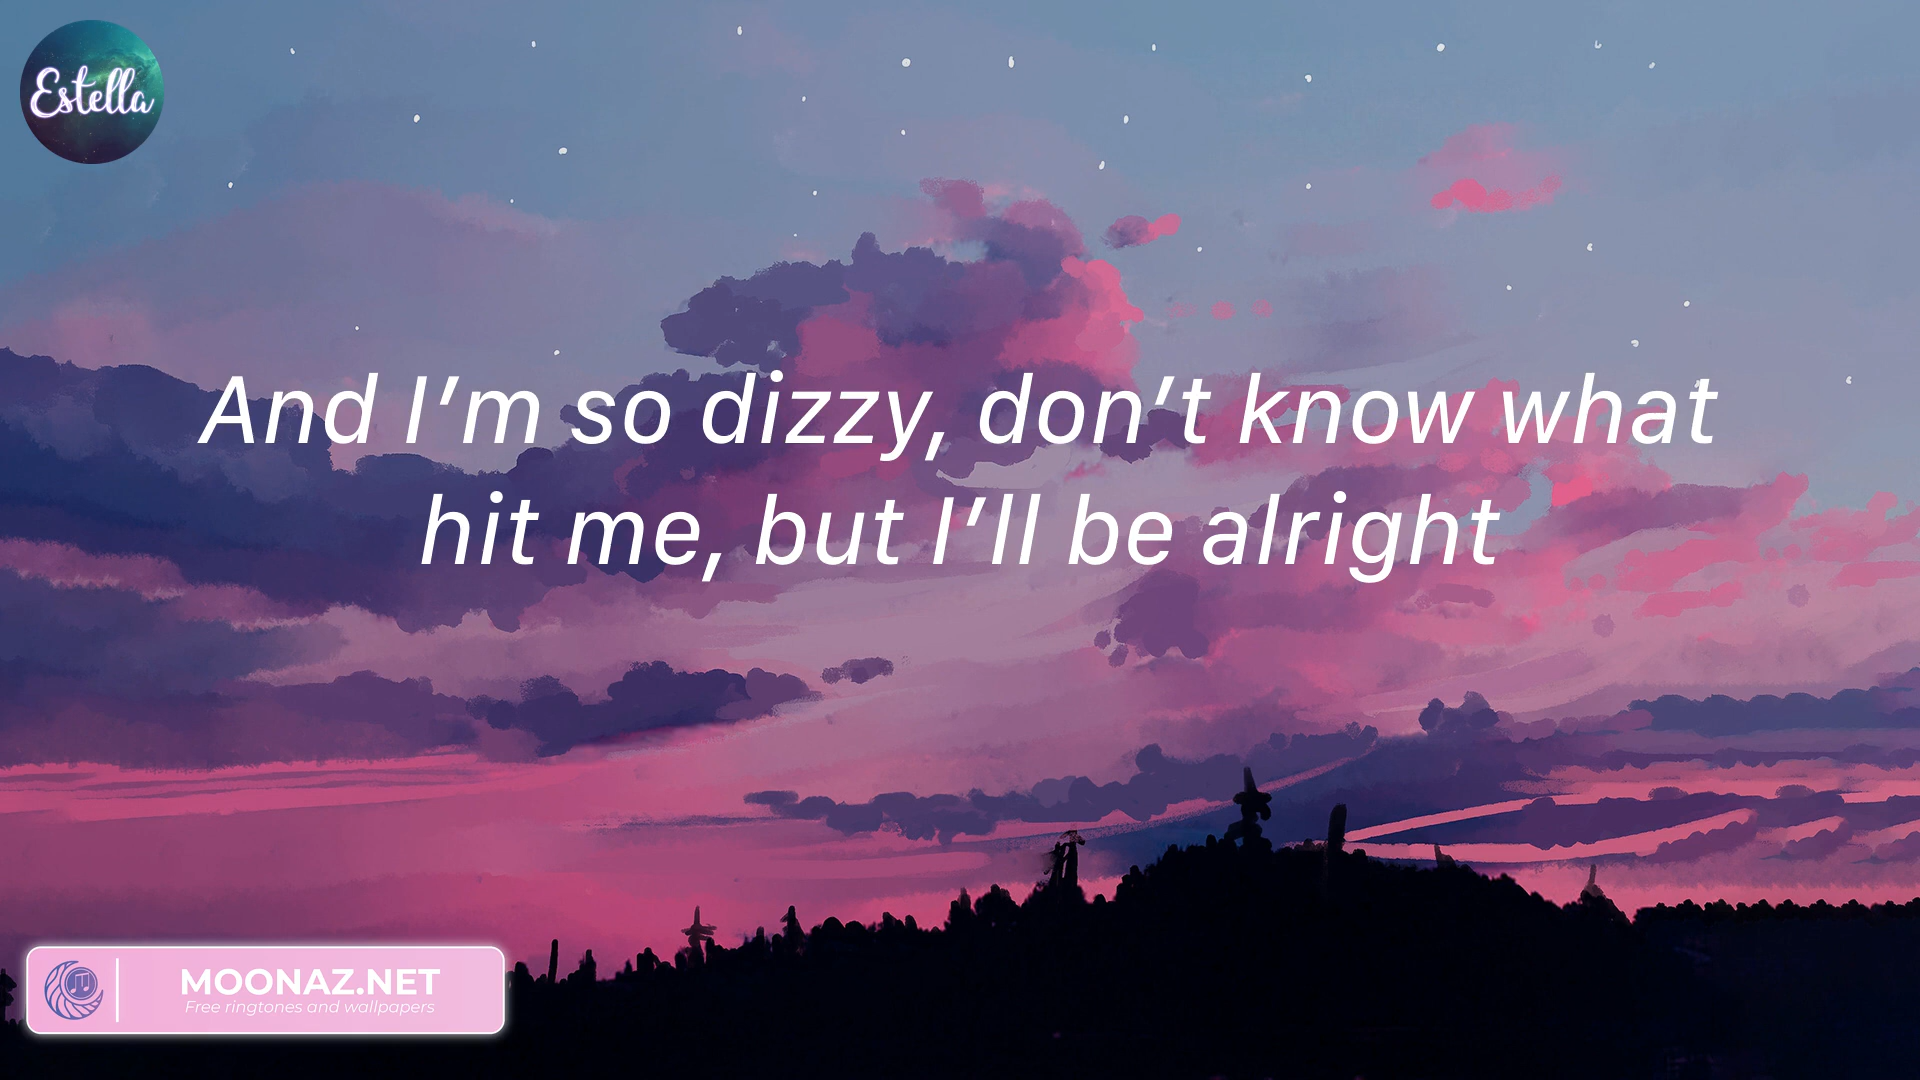 Estella
And I’m so dizzy, don’t know what
hit me, but I’ll be alright
MOONAZ.NET
Free ringtones and wallpapers